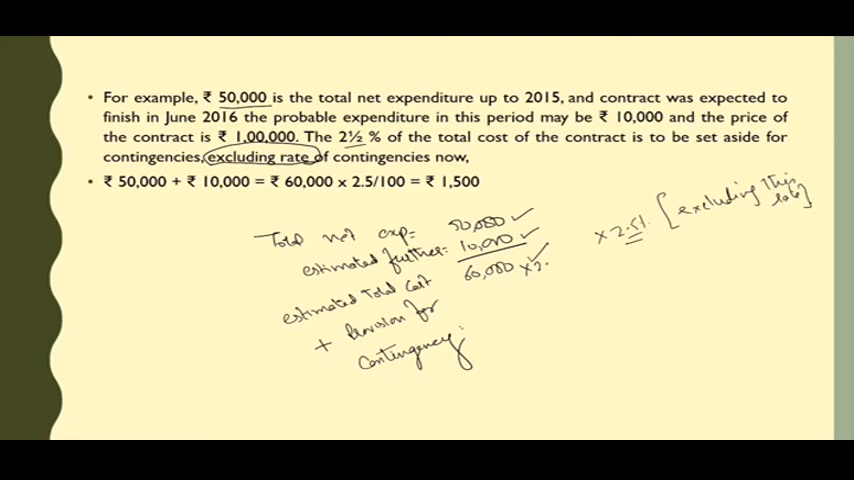 • For example, ₹ 50,000 is the total net expenditure up to 2015, and contract was expected to
finish in June 2016 the probable expenditure in this period may be ₹ 10,000 and the price of
the contract is ₹ 1,00,000. The 2½ % of the total cost of the contract is to be set aside for
contingencies, excluding rate of contingencies now,
• ₹ 50,000 + ₹ 10,000 = ₹ 60,000 x 2.5/100 = ₹ 1,500
Total net exp= 50,000 ✓
estimated further= 10,000 ✓
estimated Total Cost 60,000 x2.
x 2.5% [excluding this rate]
+ Provision for
Contingency: